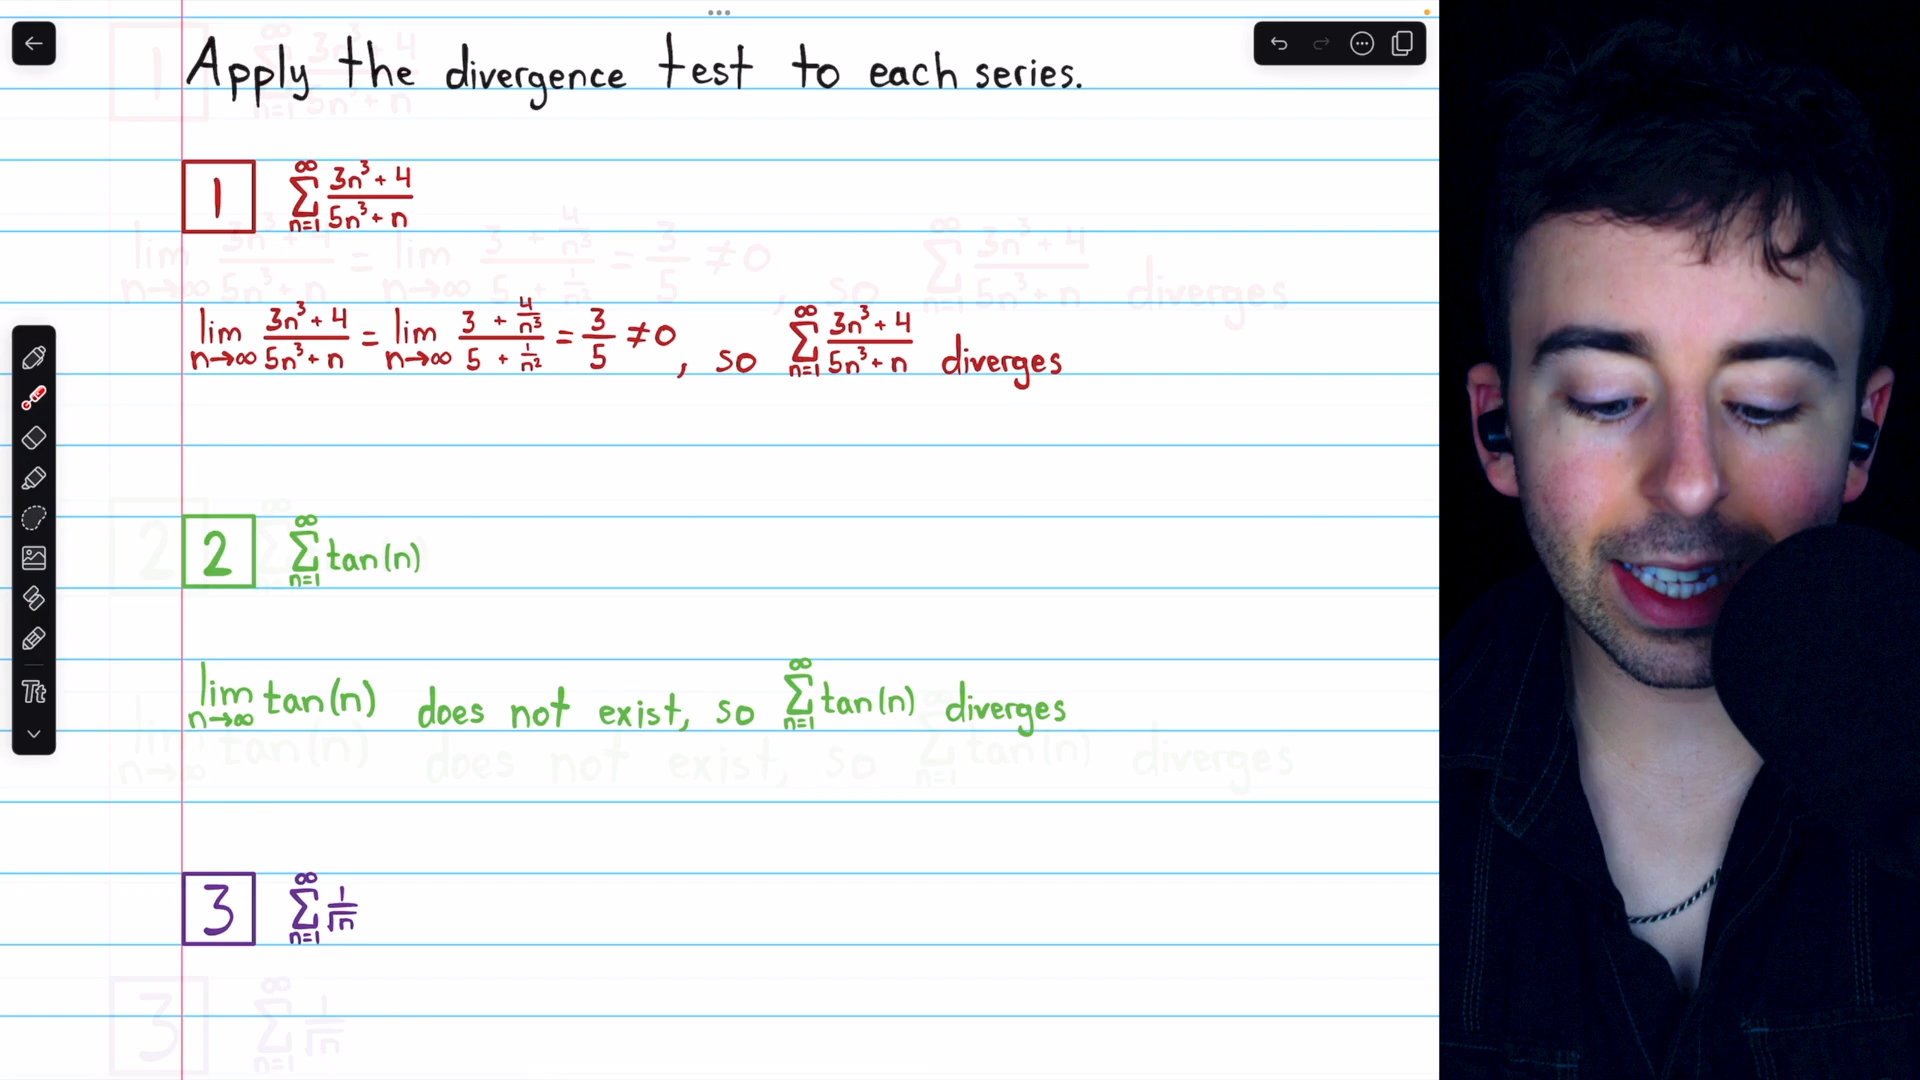 Apply the divergence test to each series.
1 ∑_{n=1}^{∞} (3n³ + 4)/(5n³ + n)
lim_{n→∞} (3n³ + 4)/(5n³ + n) = lim_{n→∞} (3 + 4/n³)/(5 + 1/n²) = 3/5 ≠ 0, so ∑_{n=1}^{∞} (3n³ + 4)/(5n³ + n) diverges
2 ∑_{n=1}^{∞} tan(n)
lim_{n→∞} tan(n) does not exist, so ∑_{n=1}^{∞} tan(n) diverges
3 ∑_{n=1}^{∞} 1/√n
Tt